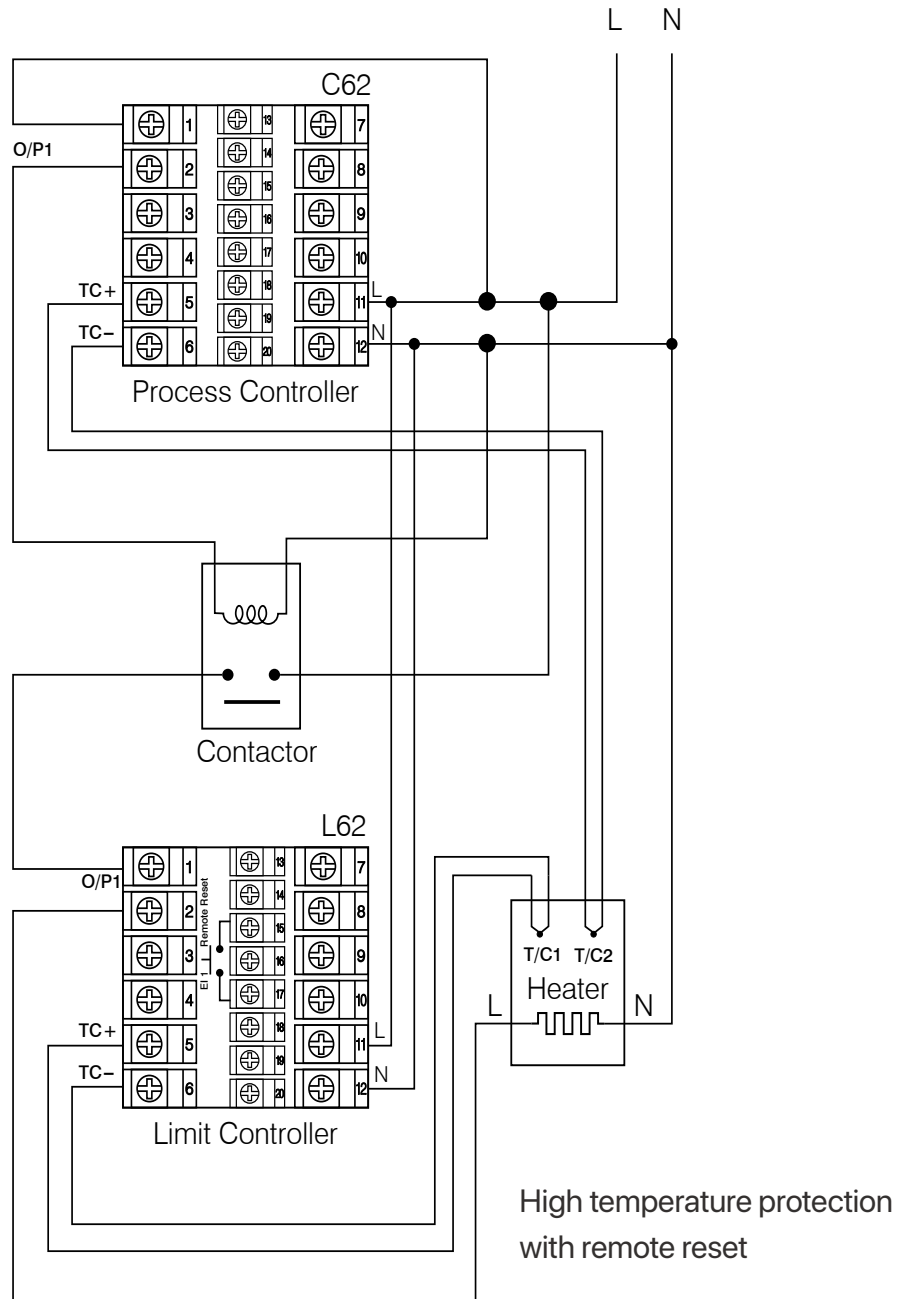 L N
C62
1 13 7
O/P1
2 14 8
15
3 16 9
4 17 10
TC+ 5 18 11 L
19
TC− 6 20 12 N
Process Controller
Contactor
L62
1 13 7
O/P1
2 14 8
15
3 16 9
4 17 10
EI 1 Remote Reset
TC+ 5 18 11 L
19
TC− 6 20 12 N
Limit Controller
T/C1 T/C2
Heater
L N
High temperature protection
with remote reset